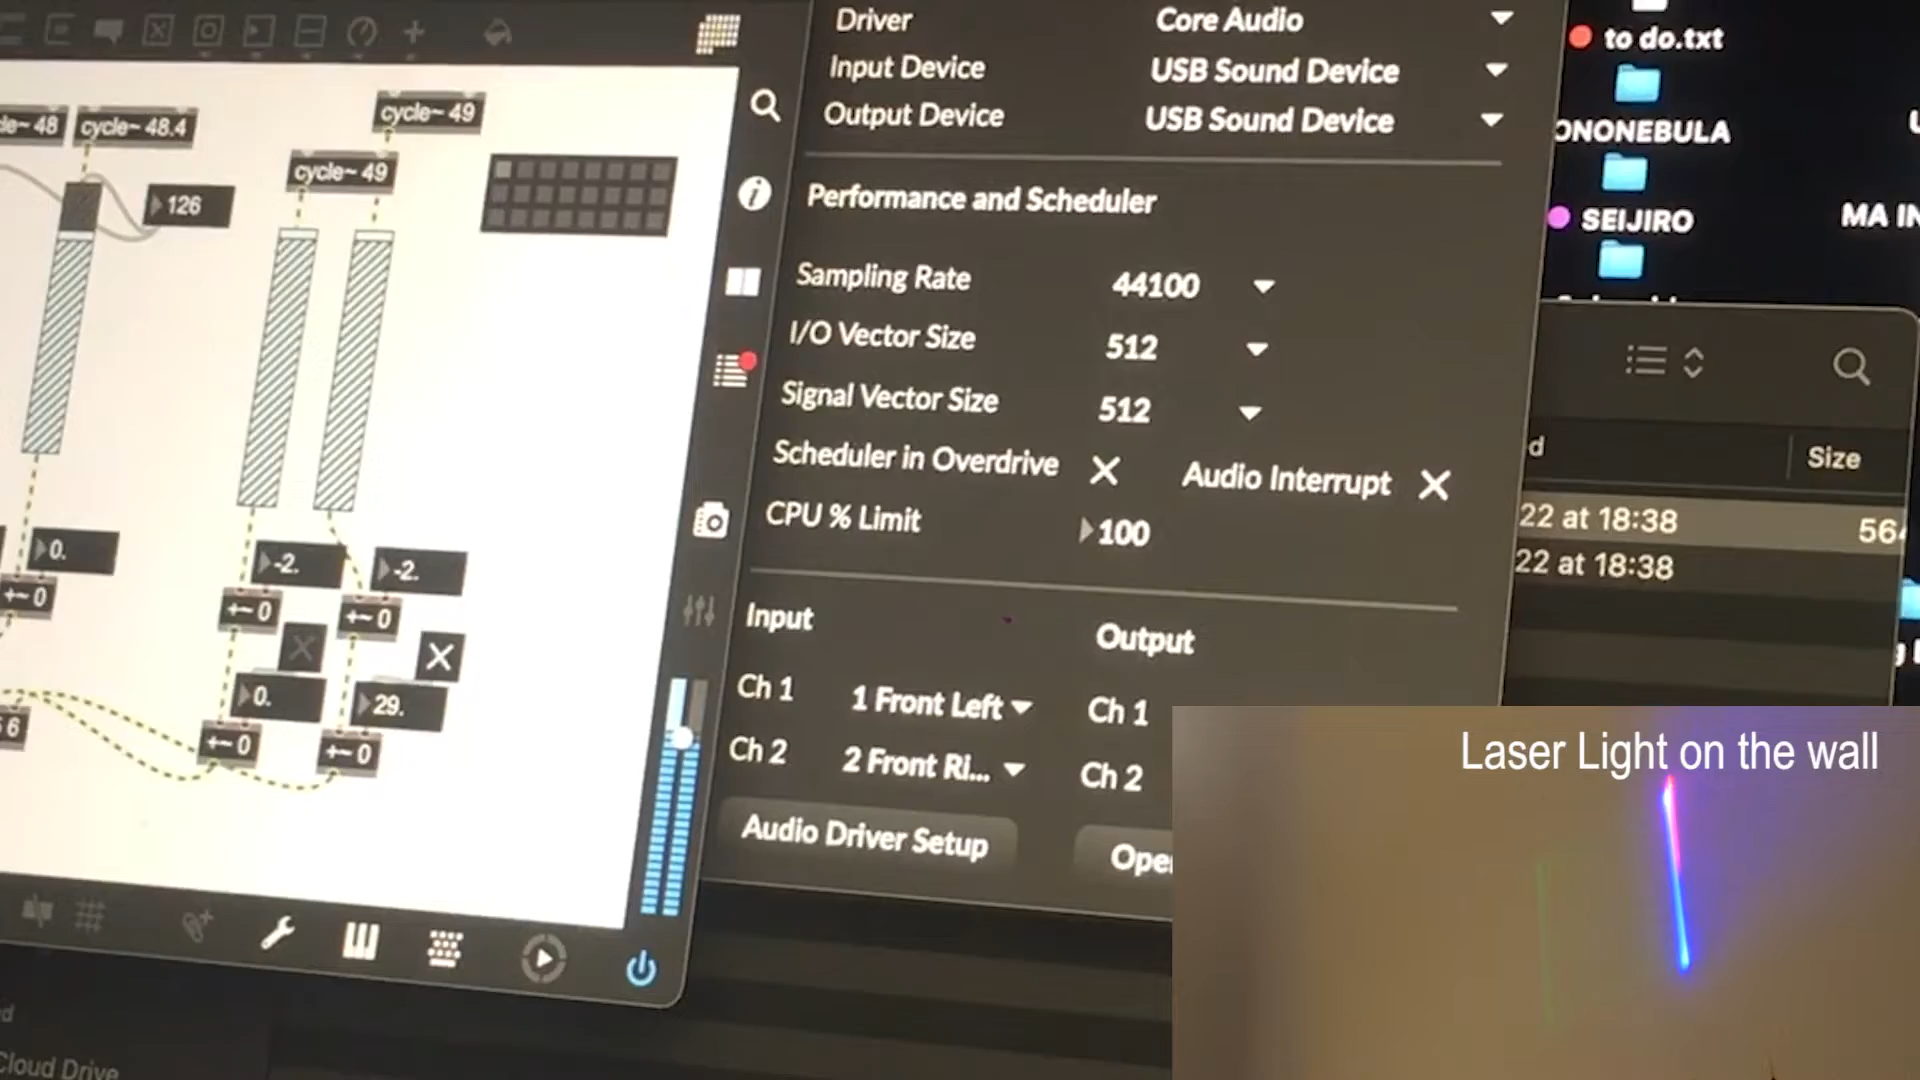 Driver Core Audio
Input Device USB Sound Device
Output Device USB Sound Device
Performance and Scheduler
Sampling Rate 44100
I/O Vector Size 512
Signal Vector Size 512
Scheduler in Overdrive X Audio Interrupt X
CPU % Limit 100
Input Output
Ch 1 1 Front Left Ch 1
Ch 2 2 Front Ri... Ch 2
Audio Driver Setup
cle~ 48
cycle~ 48.4
cycle~ 49
cycle~ 49
126
0.
+~ 0
-2.
-2.
+~ 0
+~ 0
0.
29.
+~ 0
+~ 0
6
to do.txt
ONONEBULA
SEIJIRO
MA IN
Size
22 at 18:38
22 at 18:38
Laser Light on the wall
Cloud Drive